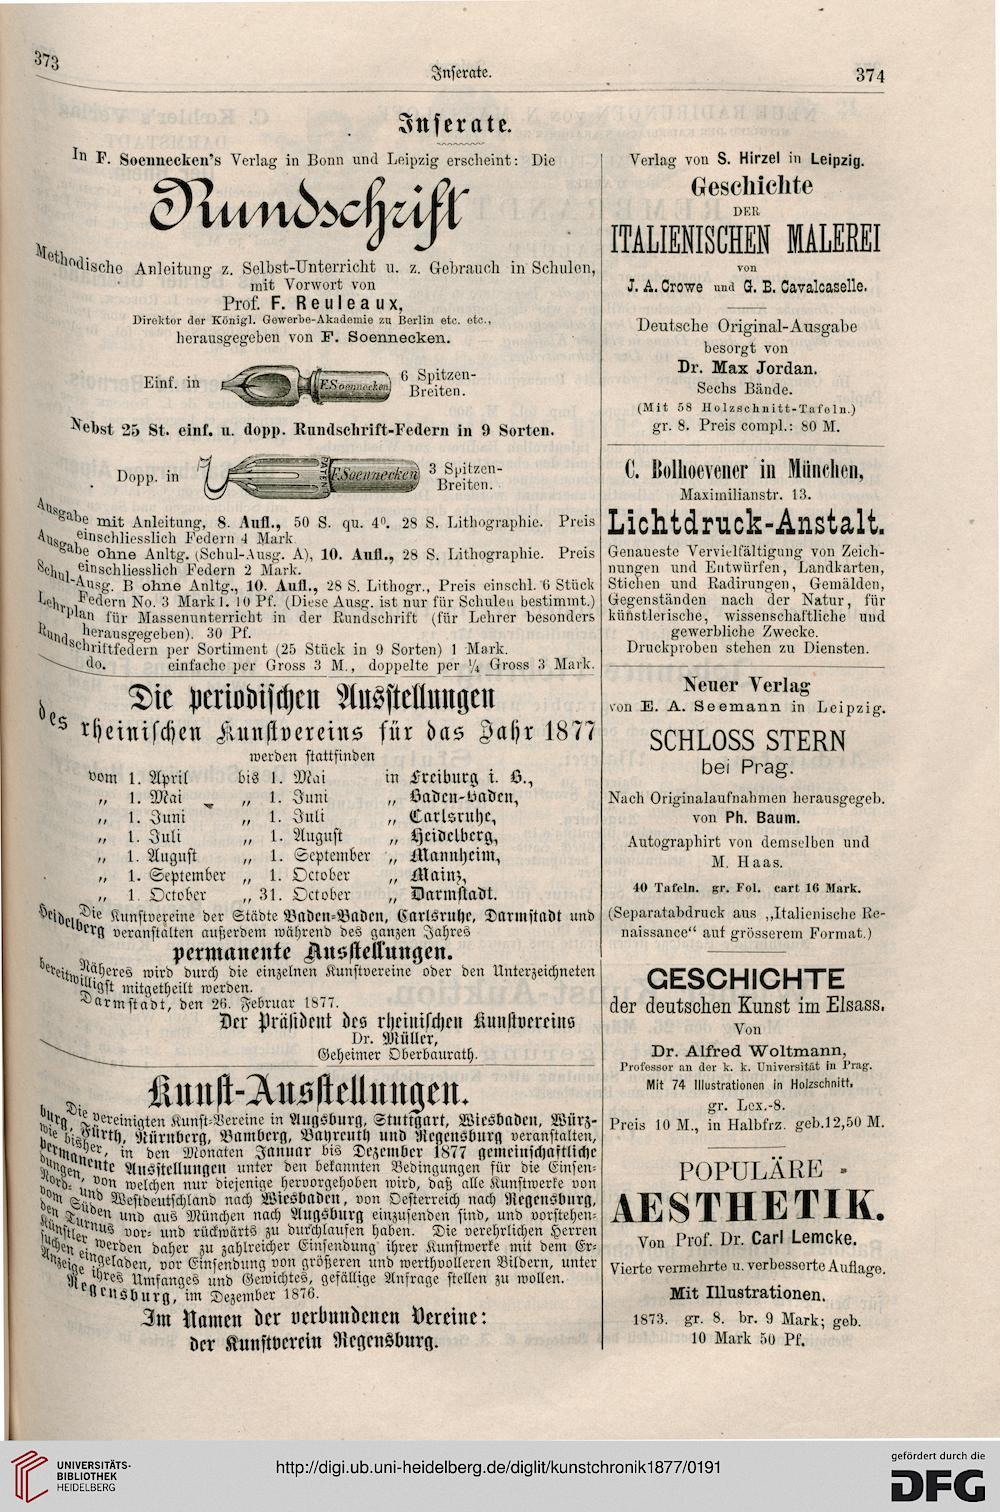 373
Inserate.
374
Inserate.
In F. Soennecken's Verlag in Bonn und Leipzig erscheint: Die
Rundschrift
Methodische Anleitung z. Selbst-Unterricht u. z. Gebrauch in Schulen,
mit Vorwort von
Prof. F. Reuleaux,
Direktor der Königl. Gewerbe-Akademie zu Berlin etc. etc.,
herausgegeben von F. Soennecken.
Einf. in
F. Soennecken
6 Spitzen-
Breiten.
Nebst 25 St. einf. u. dopp. Rundschrift-Federn in 9 Sorten.
Dopp. in
PATENT
F. Soennecken
3 Spitzen-
Breiten.
Ausgabe mit Anleitung, 8. Aufl., 50 S. qu. 4°. 28 S. Lithographie. Preis
einschliesslich Federn 4 Mark
Ausgabe ohne Anltg. (Schul-Ausg. A), 10. Aufl., 28 S. Lithographie. Preis
einschliesslich Federn 2 Mark.
Schul-Ausg. B ohne Anltg., 10. Aufl., 28 S. Lithogr., Preis einschl. 6 Stück
Federn No. 3 Mark 1. 10 Pf. (Diese Ausg. ist nur für Schulen bestimmt.)
Lehrplan für Massenunterricht in der Rundschrift (für Lehrer besonders
herausgegeben). 30 Pf.
Rundschriftfedern per Sortiment (25 Stück in 9 Sorten) 1 Mark.
do. einfache per Gross 3 M., doppelte per ¼ Gross 3 Mark.
Die periodischen Ausstellungen
des rheinischen Kunstvereins für das Jahr 1877
werden stattfinden
vom 1. April bis 1. Mai in Freiburg i. B.,
„ 1. Mai „ 1. Juni „ Baden-Baden,
„ 1. Juni „ 1. Juli „ Carlsruhe,
„ 1. Juli „ 1. August „ Heidelberg,
„ 1. August „ 1. September „ Mannheim,
„ 1. September „ 1. October „ Mainz,
„ 1. October „ 31. October „ Darmstadt.
Die Kunstvereine der Städte Baden-Baden, Carlsruhe, Darmstadt und
Heidelberg veranstalten außerdem während des ganzen Jahres
permanente Ausstellungen.
Näheres wird durch die einzelnen Kunstvereine oder den Unterzeichneten
bereitwilligst mitgetheilt werden.
Darmstadt, den 26. Februar 1877.
Der Präsident des rheinischen Kunstvereins
Dr. Müller,
Geheimer Oberbaurath.
Kunst-Ausstellungen.
Die vereinigten Kunst-Vereine in Augsburg, Stuttgart, Wiesbaden, Würz-
burg, Fürth, Nürnberg, Bamberg, Bayreuth und Regensburg veranstalten,
wie bisher, in den Monaten Januar bis Dezember 1877 gemeinschaftliche
permanente Ausstellungen unter den bekannten Bedingungen für die Einsen-
dungen, von welchen nur diejenige hervorgehoben wird, daß alle Kunstwerke von
Nord- und Westdeutschland nach Wiesbaden, von Oesterreich nach Regensburg,
vom Süden und aus München nach Augsburg einzusenden sind, und vorstehen-
den Turnus vor- und rückwärts zu durchlaufen haben. Die verehrlichen Herren
Künstler werden daher zu zahlreicher Einsendung ihrer Kunstwerke mit dem Er-
suchen eingeladen, vor Einsendung von größeren und werthvolleren Bildern, unter
Anzeige ihres Umfanges und Gewichtes, gefällige Anfrage stellen zu wollen.
Regensburg, im Dezember 1876.
Im Namen der verbundenen Vereine:
der Kunstverein Regensburg.
Verlag von S. Hirzel in Leipzig.
Geschichte
DER
ITALIENISCHEN MALEREI
von
J. A. Crowe und G. B. Cavalcaselle.
Deutsche Original-Ausgabe
besorgt von
Dr. Max Jordan.
Sechs Bände.
(Mit 58 Holzschnitt-Tafeln.)
gr. 8. Preis compl.: 80 M.
C. Bolhoevener in München,
Maximilianstr. 13.
Lichtdruck-Anstalt.
Genaueste Vervielfältigung von Zeich-
nungen und Entwürfen, Landkarten,
Stichen und Radirungen, Gemälden,
Gegenständen nach der Natur, für
künstlerische, wissenschaftliche und
gewerbliche Zwecke.
Druckproben stehen zu Diensten.
Neuer Verlag
von E. A. Seemann in Leipzig.
SCHLOSS STERN
bei Prag.
Nach Originalaufnahmen herausgegeb.
von Ph. Baum.
Autographirt von demselben und
M. Haas.
40 Tafeln. gr. Fol. cart 16 Mark.
(Separatabdruck aus „Italienische Re-
naissance“ auf grösserem Format.)
GESCHICHTE
der deutschen Kunst im Elsass.
Von
Dr. Alfred Woltmann,
Professor an der k. k. Universität in Prag.
Mit 74 Illustrationen in Holzschnitt.
gr. Lex.-8.
Preis 10 M., in Halbfrz. geb. 12,50 M.
POPULÄRE
AESTHETIK.
Von Prof. Dr. Carl Lemcke.
Vierte vermehrte u. verbesserte Auflage.
Mit Illustrationen.
1873. gr. 8. br. 9 Mark; geb.
10 Mark 50 Pf.
UNIVERSITÄTS-
BIBLIOTHEK
HEIDELBERG
http://digi.ub.uni-heidelberg.de/diglit/kunstchronik1877/0191
gefördert durch die
DFG